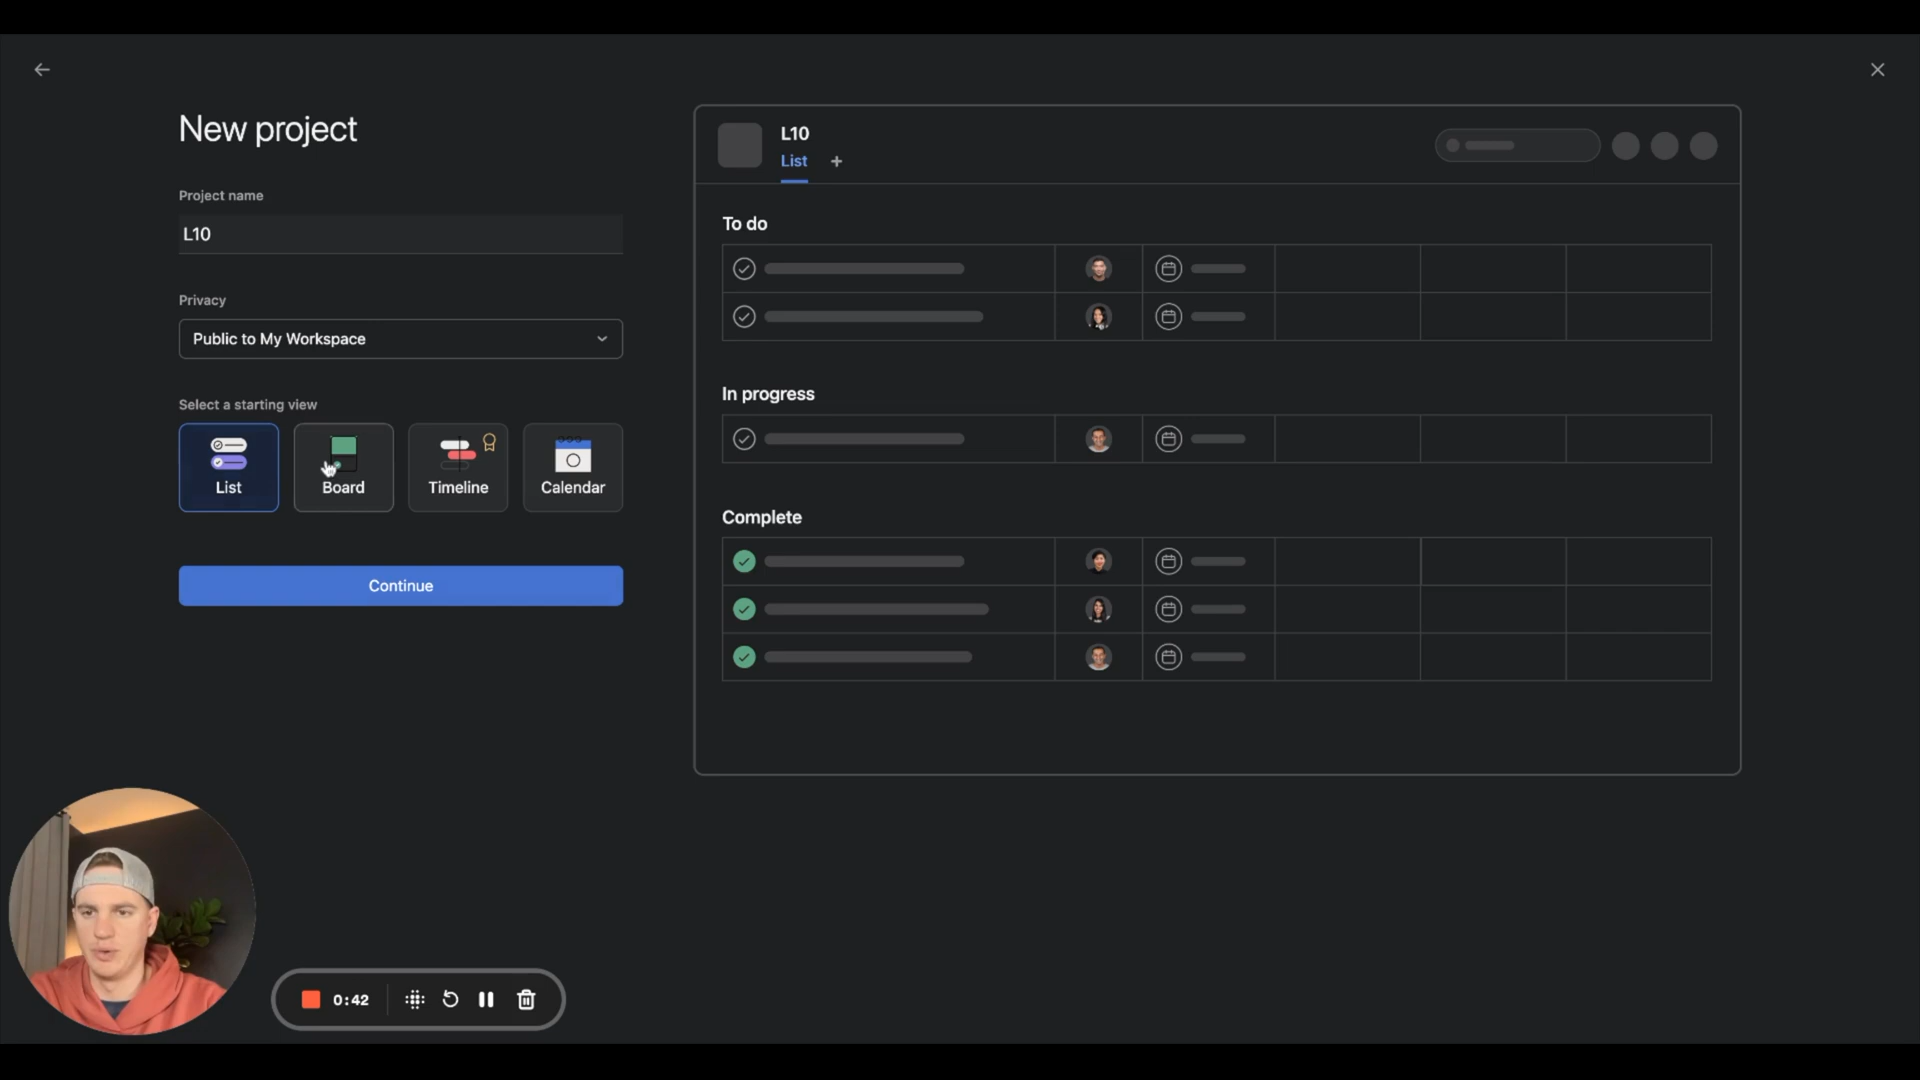 New project
Project name
L10
Privacy
Public to My Workspace
Select a starting view
List
Board
Timeline
Calendar
Continue
L10
List +
To do
In progress
Complete
0:42